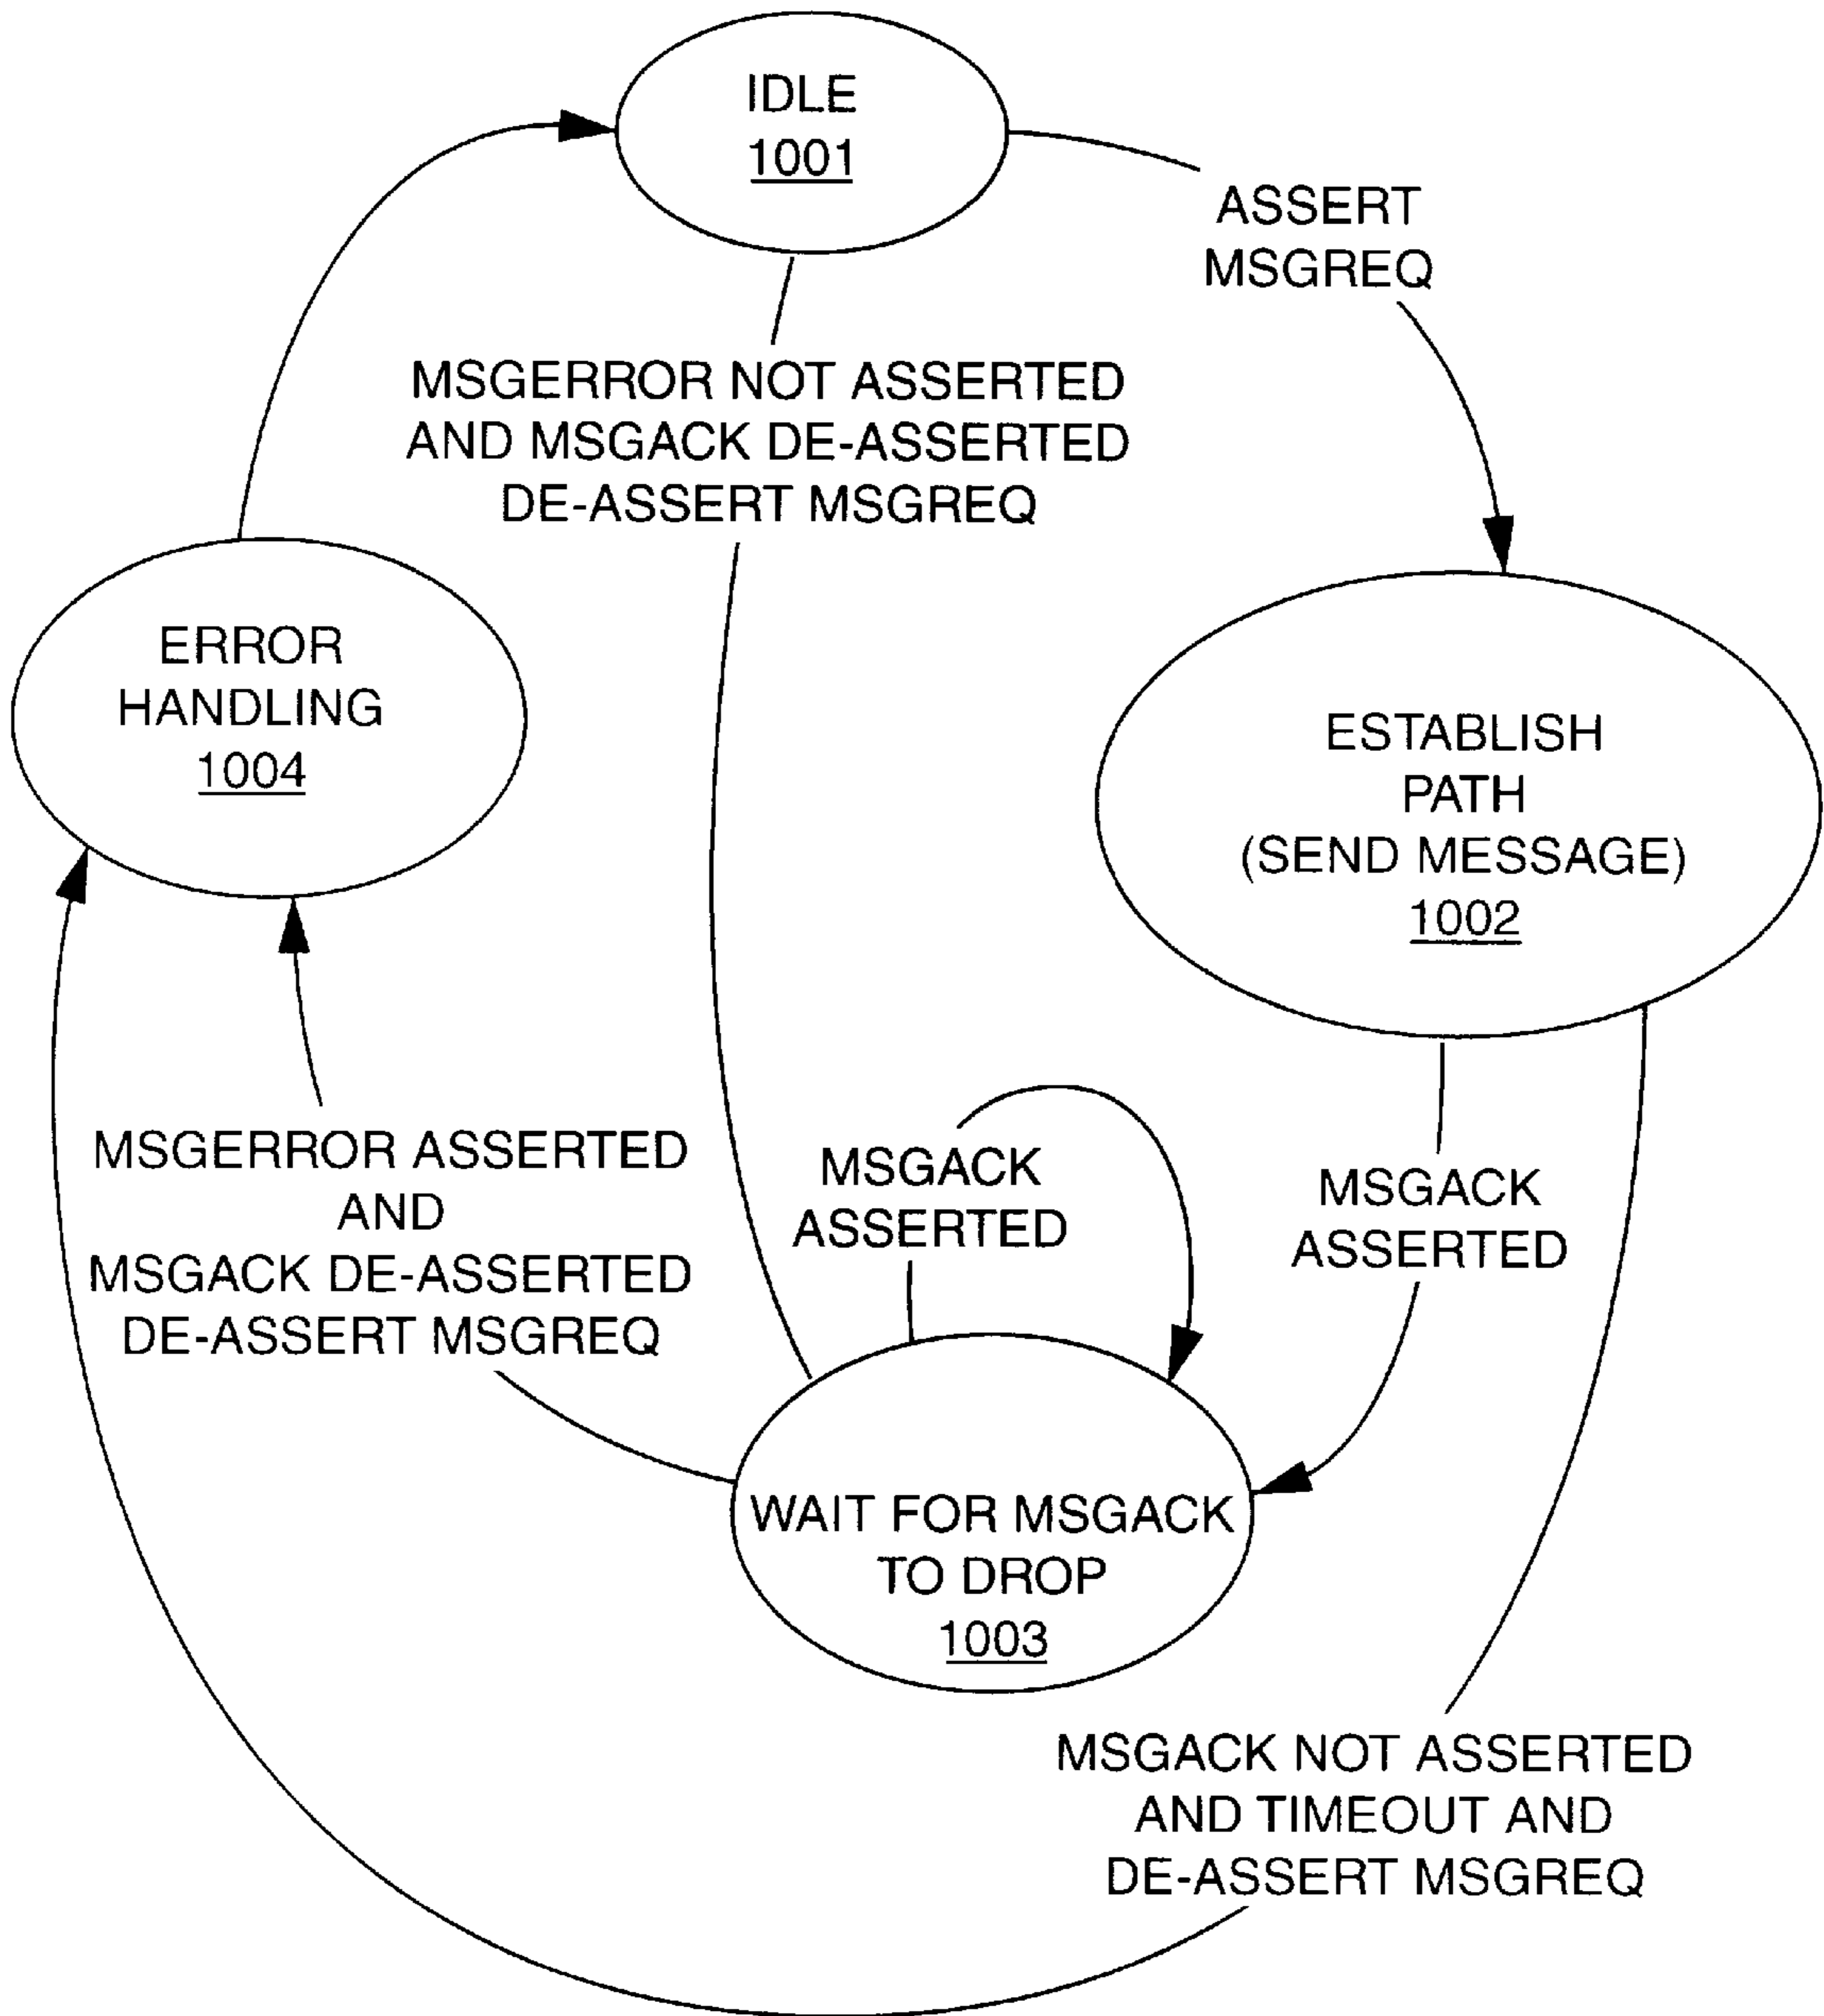 IDLE
1001
ASSERT
MSGREQ
MSGERROR NOT ASSERTED
AND MSGACK DE-ASSERTED
DE-ASSERT MSGREQ
ERROR
HANDLING
1004
ESTABLISH
PATH
(SEND MESSAGE)
1002
MSGERROR ASSERTED
AND
MSGACK DE-ASSERTED
DE-ASSERT MSGREQ
MSGACK
ASSERTED
MSGACK
ASSERTED
WAIT FOR MSGACK
TO DROP
1003
MSGACK NOT ASSERTED
AND TIMEOUT AND
DE-ASSERT MSGREQ